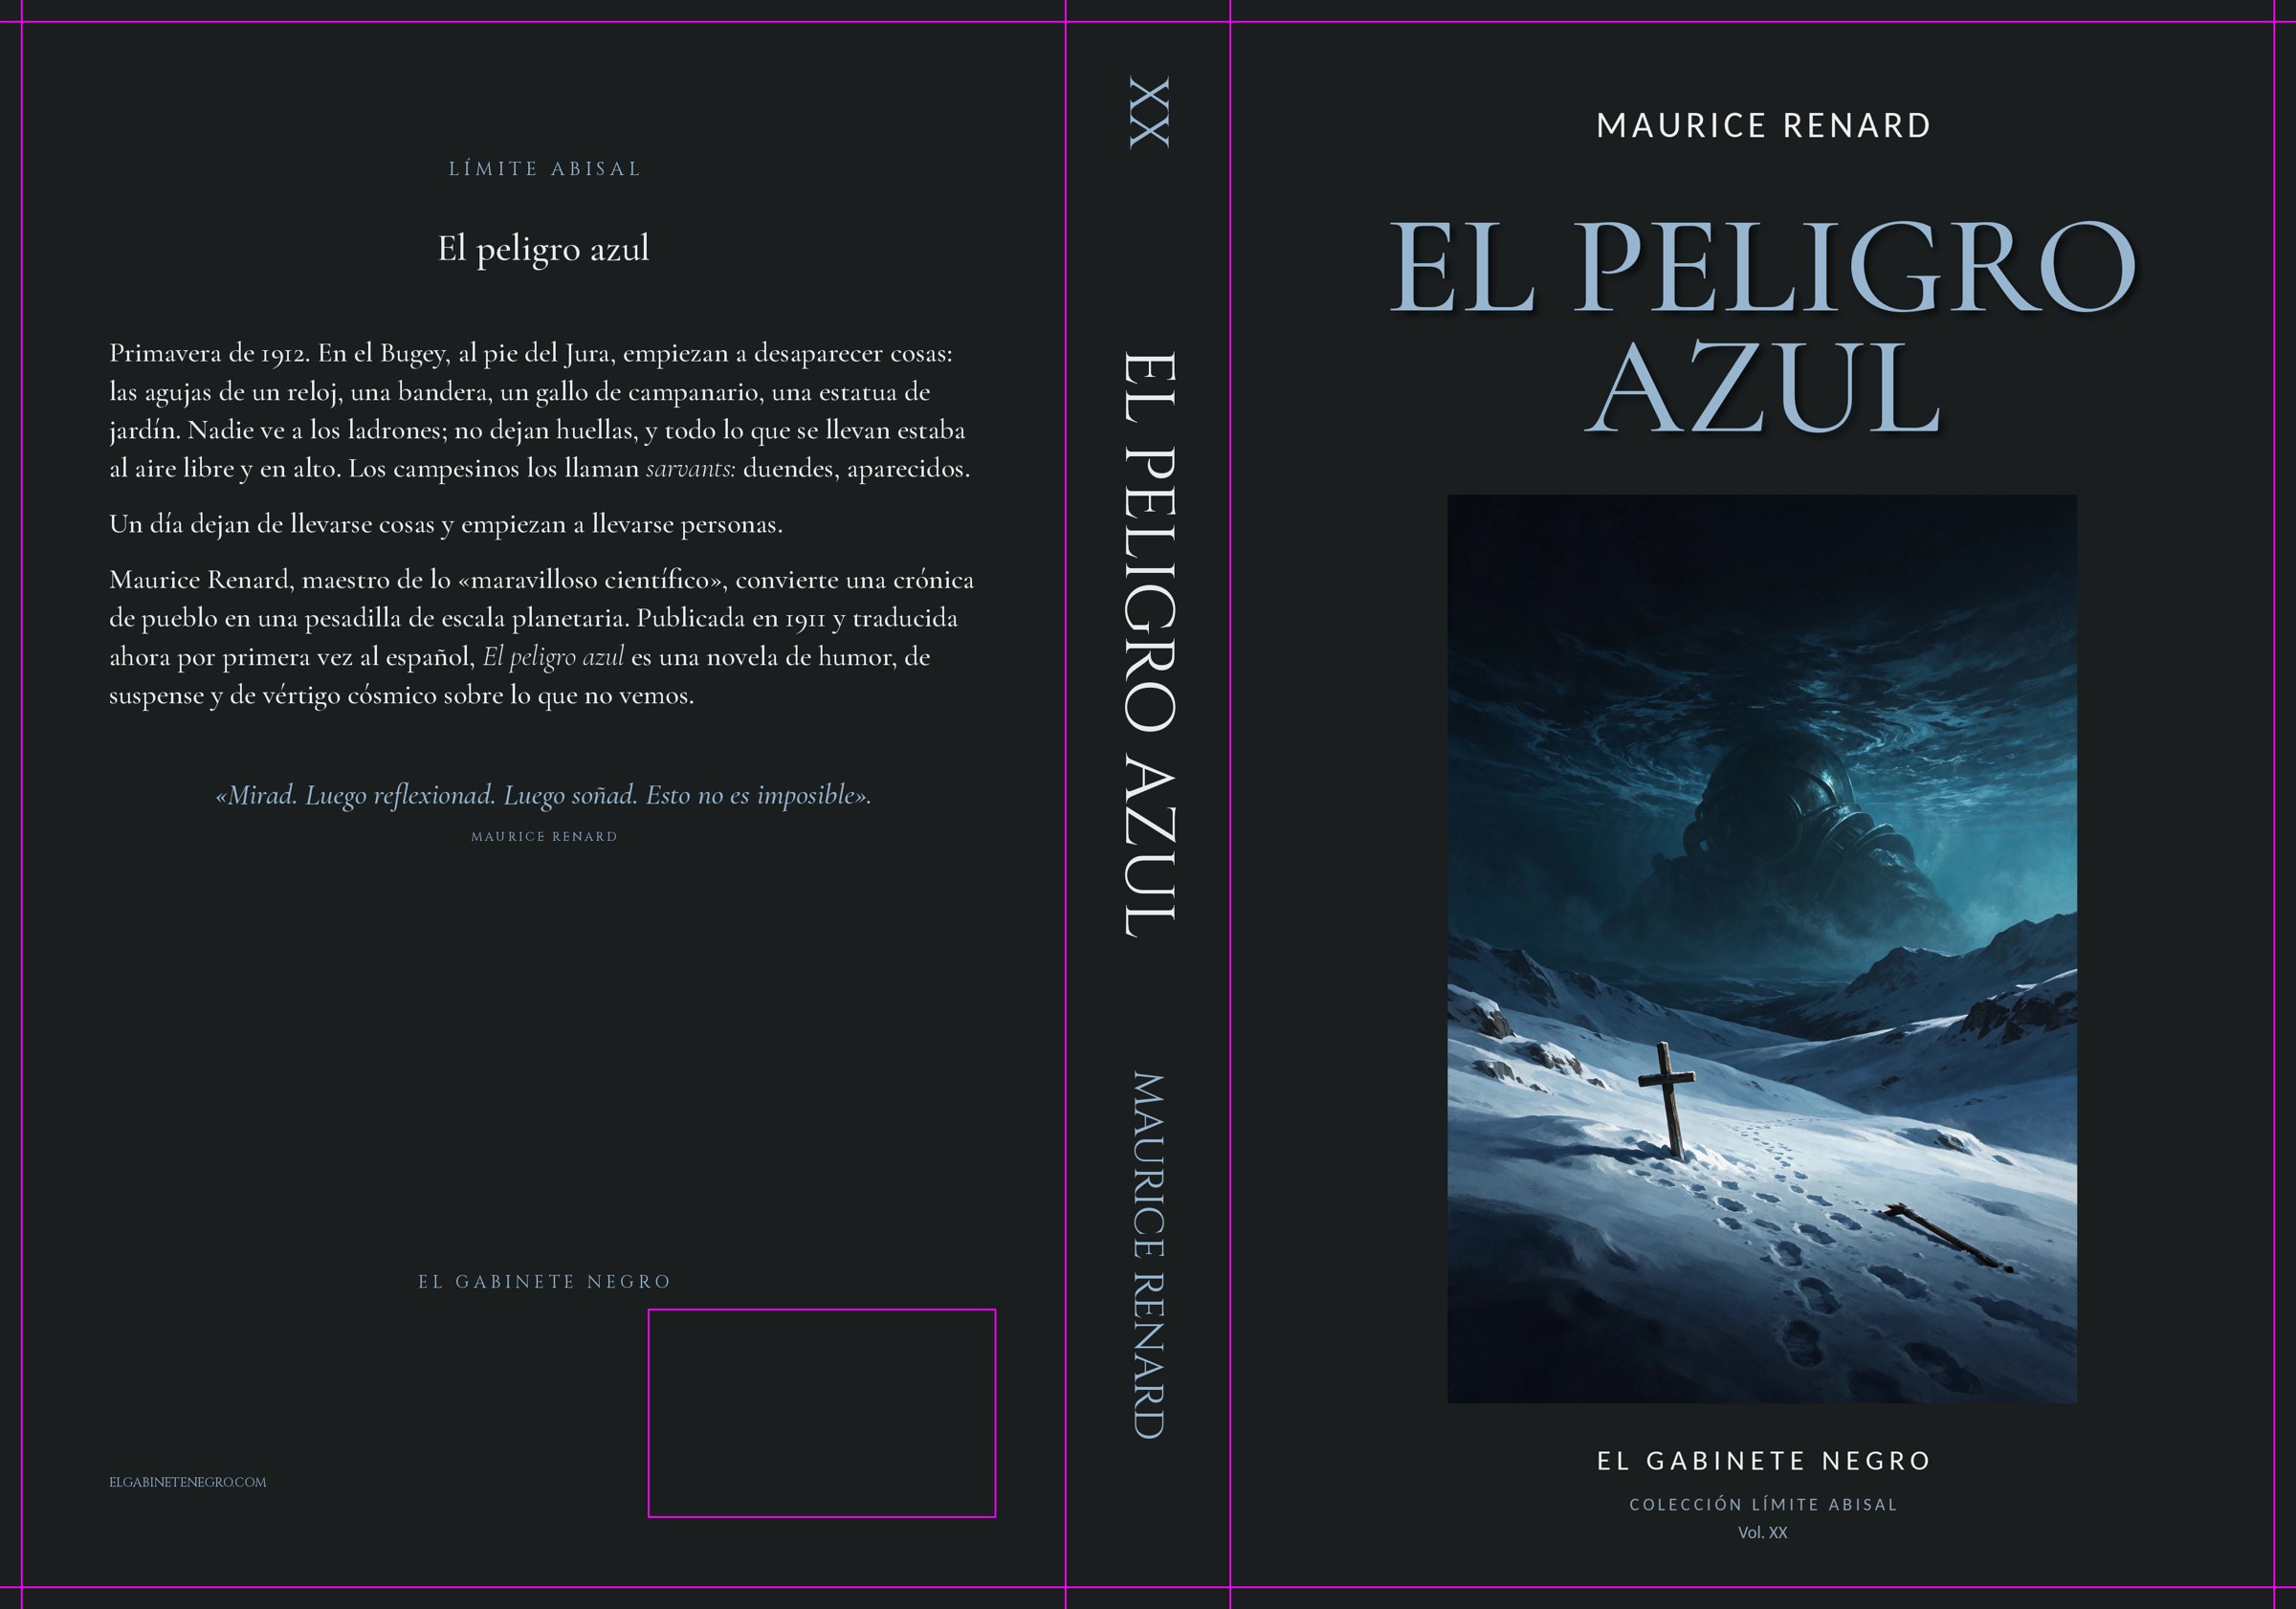 LÍMITE ABISAL
El peligro azul
Primavera de 1912. En el Bugey, al pie del Jura, empiezan a desaparecer cosas:
las agujas de un reloj, una bandera, un gallo de campanario, una estatua de
jardín. Nadie ve a los ladrones; no dejan huellas, y todo lo que se llevan estaba
al aire libre y en alto. Los campesinos los llaman sarvants: duendes, aparecidos.
Un día dejan de llevarse cosas y empiezan a llevarse personas.
Maurice Renard, maestro de lo «maravilloso científico», convierte una crónica
de pueblo en una pesadilla de escala planetaria. Publicada en 1911 y traducida
ahora por primera vez al español, El peligro azul es una novela de humor, de
suspense y de vértigo cósmico sobre lo que no vemos.
«Mirad. Luego reflexionad. Luego soñad. Esto no es imposible».
MAURICE RENARD
EL GABINETE NEGRO
ELGABINETENEGRO.COM
XX
EL PELIGRO AZUL
MAURICE RENARD
MAURICE RENARD
EL PELIGRO
AZUL
EL GABINETE NEGRO
COLECCIÓN LÍMITE ABISAL
Vol. XX